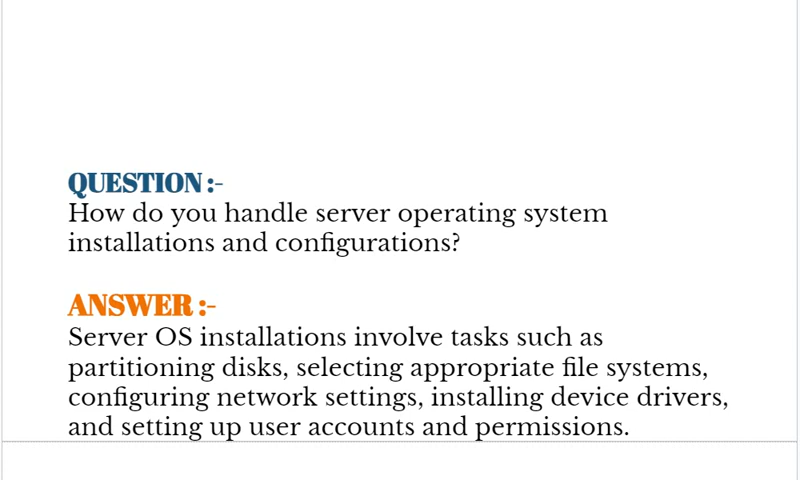 QUESTION :-
How do you handle server operating system
installations and configurations?
ANSWER :-
Server OS installations involve tasks such as
partitioning disks, selecting appropriate file systems,
configuring network settings, installing device drivers,
and setting up user accounts and permissions.